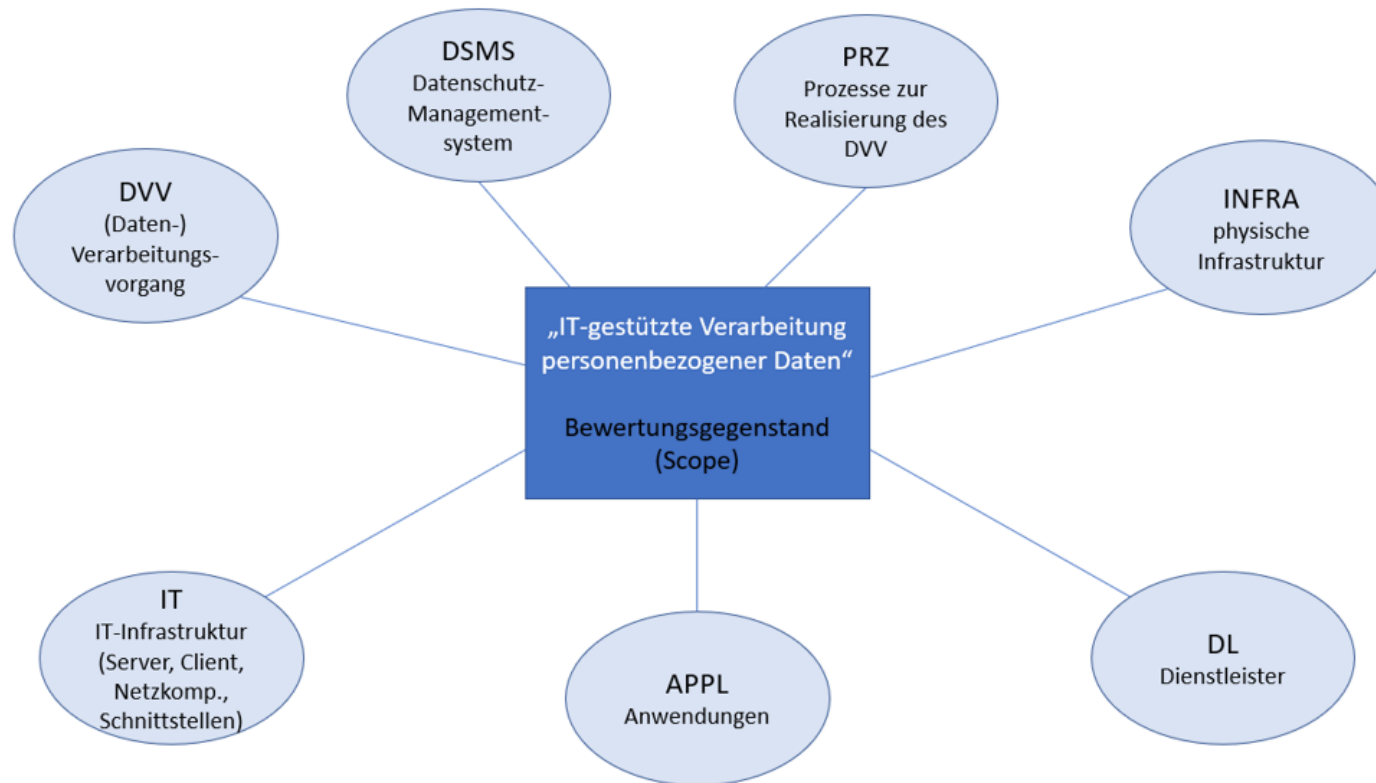 DSMS
Datenschutz-
Management-
system
PRZ
Prozesse zur
Realisierung des
DVV
DVV
(Daten-)
Verarbeitungs-
vorgang
INFRA
physische
Infrastruktur
„IT-gestützte Verarbeitung
personenbezogener Daten“
Bewertungsgegenstand
(Scope)
IT
IT-Infrastruktur
(Server, Client,
Netzkomp.,
Schnittstellen)
APPL
Anwendungen
DL
Dienstleister